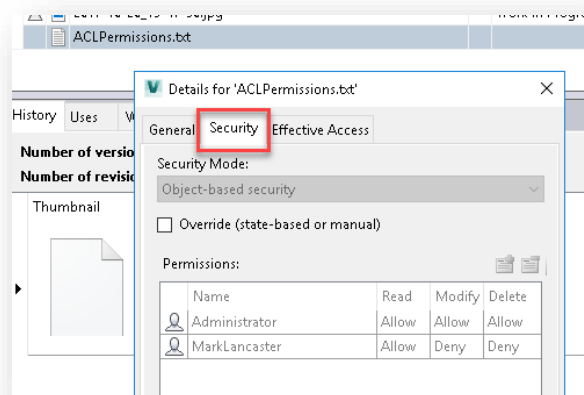 ACLPermissions.txt
Details for 'ACLPermissions.txt'
History Uses
General Security Effective Access
Number of versio
Number of revisio
Security Mode:
Object-based security
Thumbnail
Override (state-based or manual)
Permissions:
Name Read Modify Delete
Administrator Allow Allow Allow
MarkLancaster Allow Deny Deny